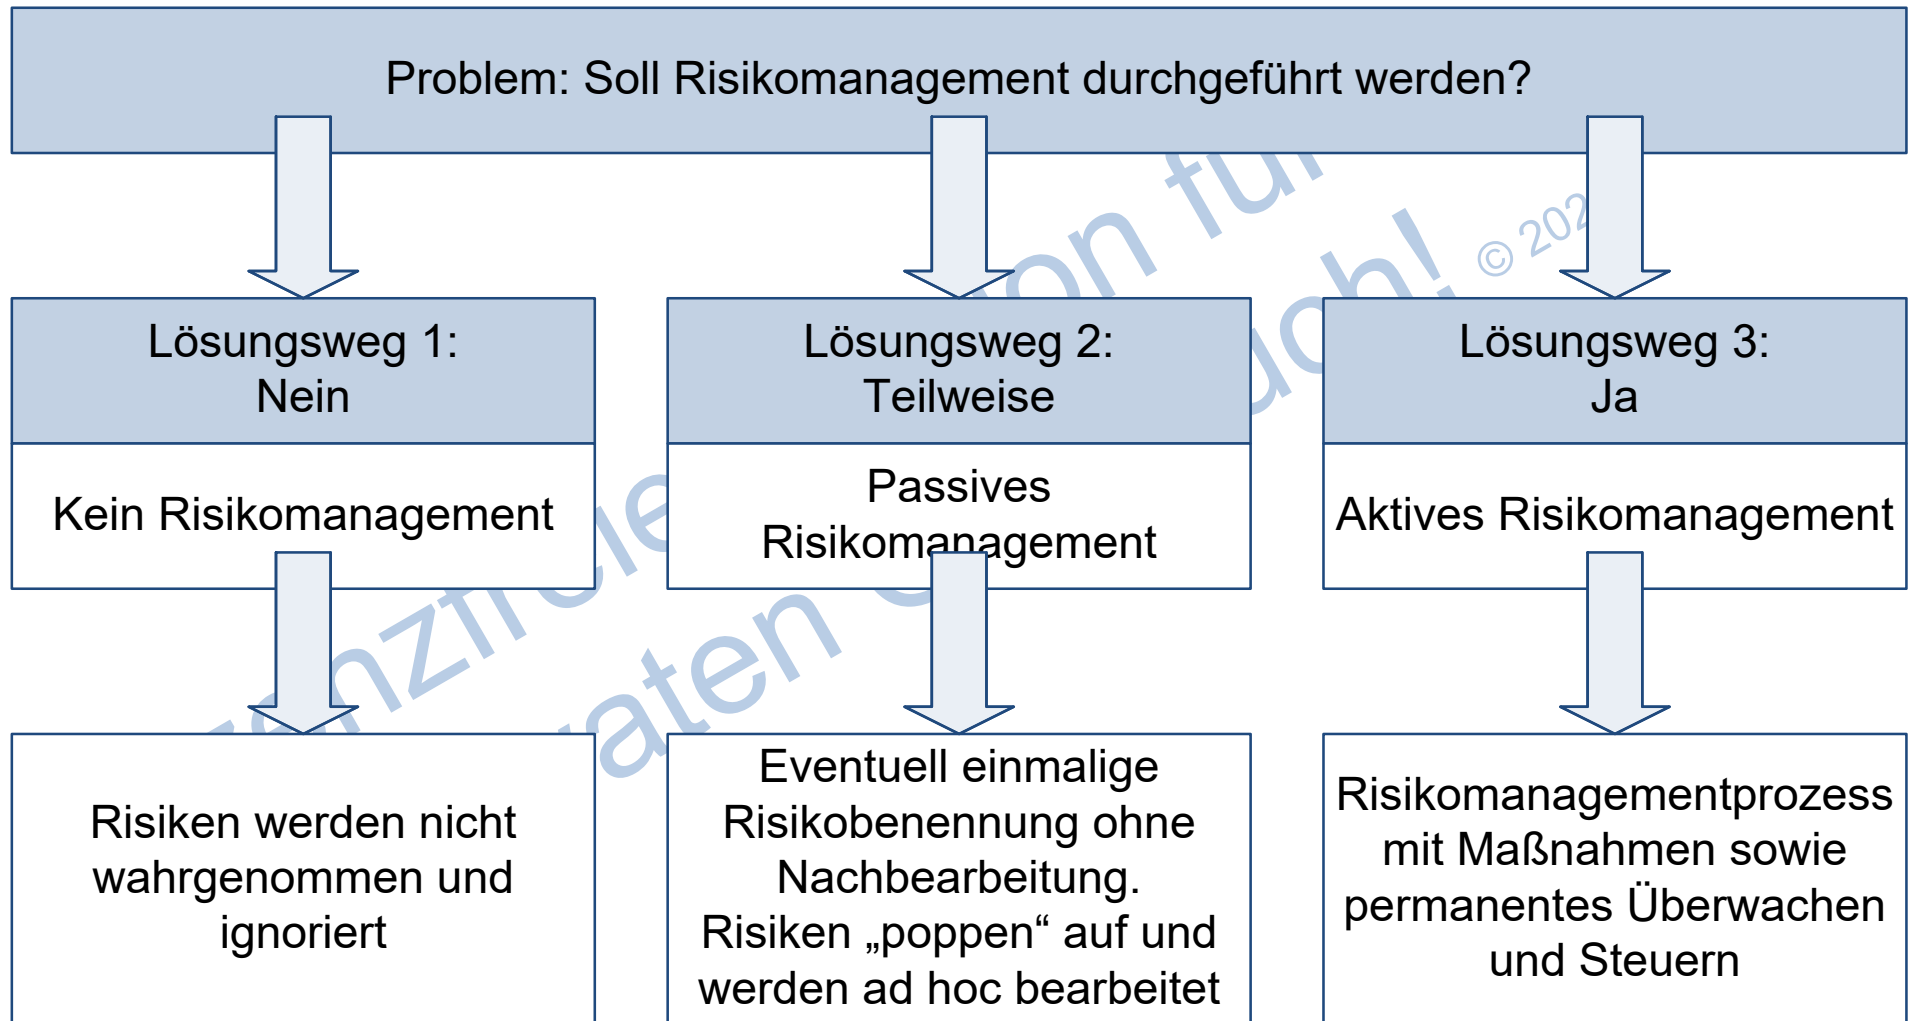 Problem: Soll Risikomanagement durchgeführt werden?
© 202
Lösungsweg 1:
Nein
Lösungsweg 2:
Teilweise
Lösungsweg 3:
Ja
Kein Risikomanagement
Passives
Risikomanagement
Aktives Risikomanagement
Risiken werden nicht
wahrgenommen und
ignoriert
Eventuell einmalige
Risikobenennung ohne
Nachbearbeitung.
Risiken „poppen“ auf und
werden ad hoc bearbeitet
Risikomanagementprozess
mit Maßnahmen sowie
permanentes Überwachen
und Steuern